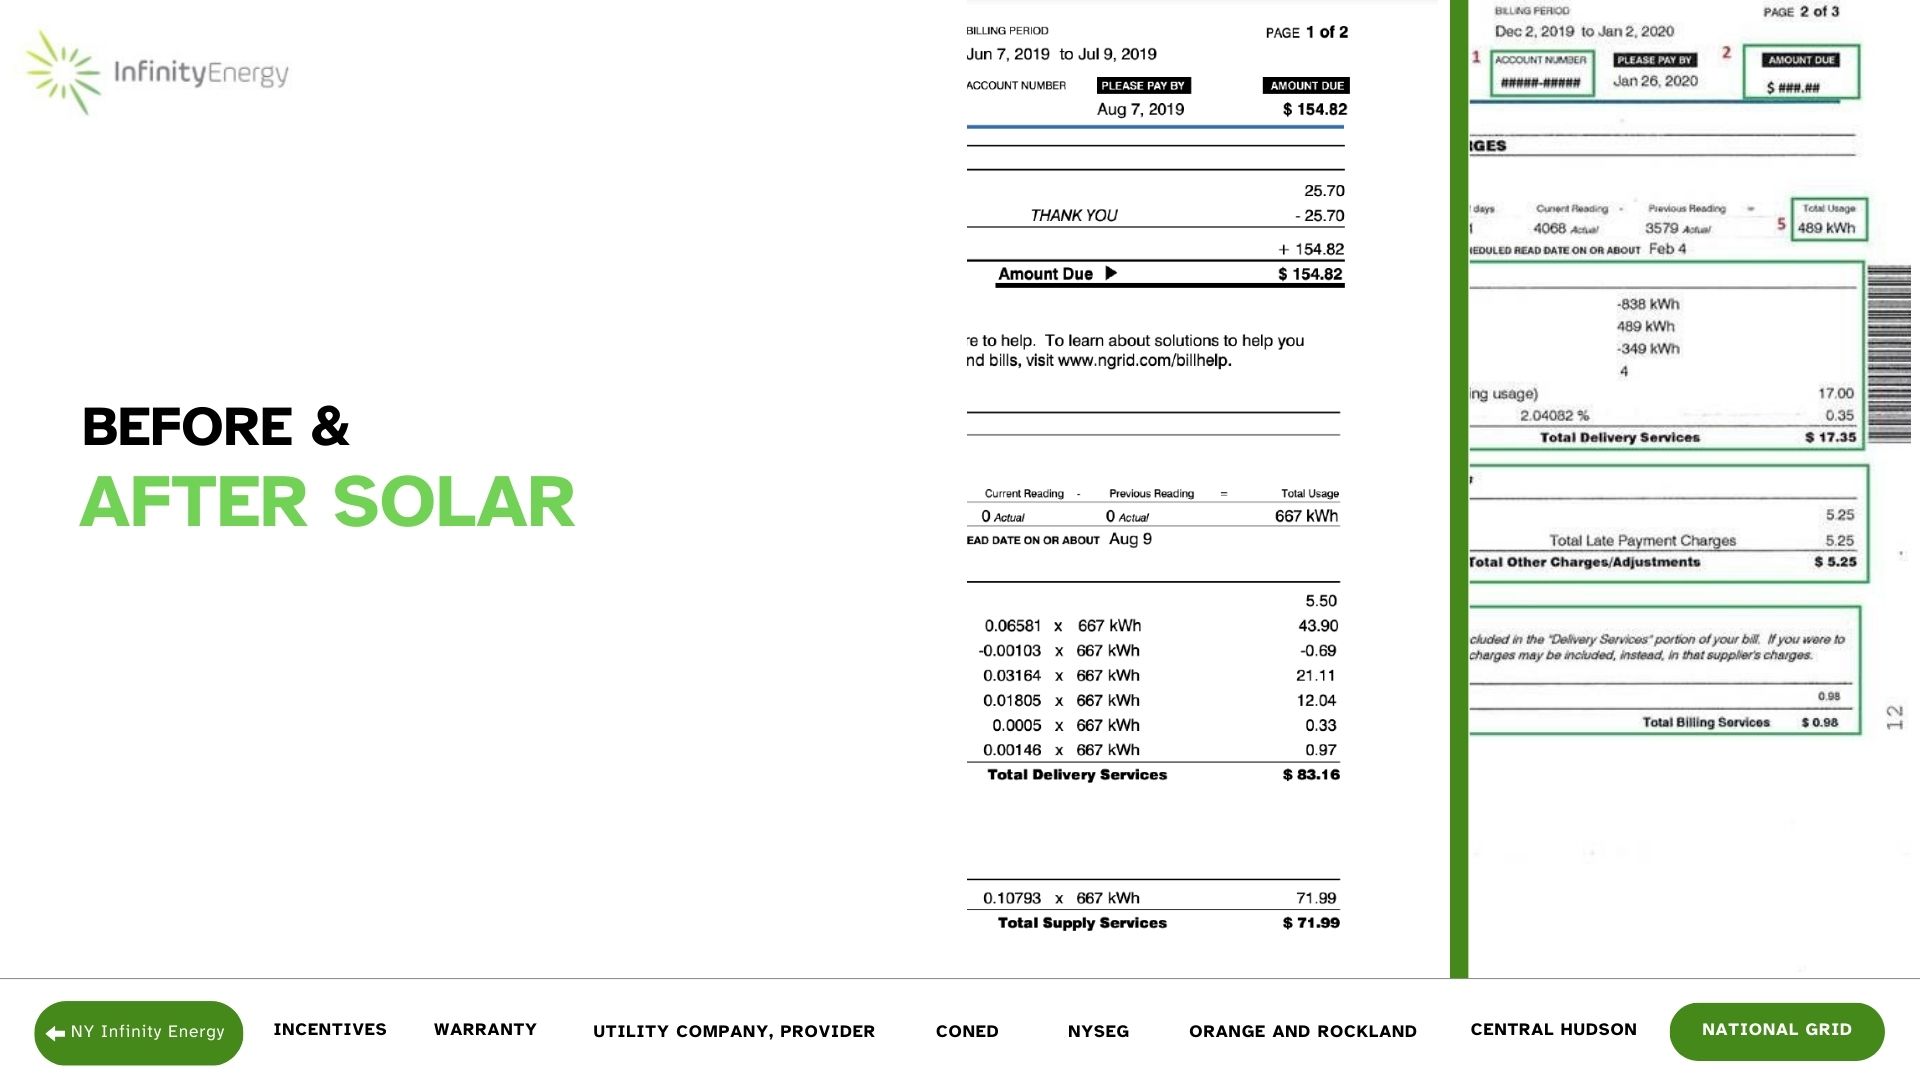 InfinityEnergy
BEFORE &
AFTER SOLAR
BILLING PERIOD
PAGE 1 of 2
Jun 7, 2019 to Jul 9, 2019
ACCOUNT NUMBER PLEASE PAY BY AMOUNT DUE
Aug 7, 2019 $ 154.82
25.70
THANK YOU - 25.70
+ 154.82
Amount Due $ 154.82
re to help. To learn about solutions to help you
nd bills, visit www.ngrid.com/billhelp.
Current Reading - Previous Reading = Total Usage
0 Actual 0 Actual 667 kWh
EAD DATE ON OR ABOUT Aug 9
5.50
0.06581 x 667 kWh 43.90
-0.00103 x 667 kWh -0.69
0.03164 x 667 kWh 21.11
0.01805 x 667 kWh 12.04
0.0005 x 667 kWh 0.33
0.00146 x 667 kWh 0.97
Total Delivery Services $ 83.16
0.10793 x 667 kWh 71.99
Total Supply Services $ 71.99
BILLING PERIOD PAGE 2 of 3
Dec 2, 2019 to Jan 2, 2020
1 ACCOUNT NUMBER PLEASE PAY BY 2 AMOUNT DUE
#####-##### Jan 26, 2020 $ ###.##
GES
days Current Reading - Previous Reading = Total Usage
4068 Actual 3579 Actual 5 489 kWh
EDULED READ DATE ON OR ABOUT Feb 4
-838 kWh
489 kWh
-349 kWh
4
ing usage) 17.00
2.04082 % 0.35
Total Delivery Services $ 17.35
5.25
Total Late Payment Charges 5.25
Total Other Charges/Adjustments $ 5.25
cluded in the "Delivery Services" portion of your bill. If you were to
charges may be included, instead, in that supplier's charges.
0.98
Total Billing Services $ 0.98
12
NY Infinity Energy INCENTIVES WARRANTY UTILITY COMPANY, PROVIDER CONED NYSEG ORANGE AND ROCKLAND CENTRAL HUDSON NATIONAL GRID